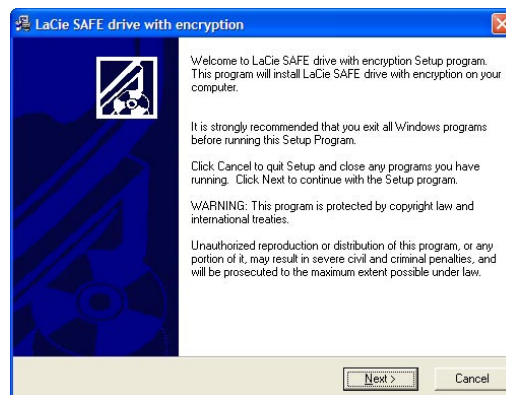 LaCie SAFE drive with encryption
Welcome to LaCie SAFE drive with encryption Setup program.
This program will install LaCie SAFE drive with encryption on your
computer.
It is strongly recommended that you exit all Windows programs
before running this Setup Program.
Click Cancel to quit Setup and close any programs you have
running. Click Next to continue with the Setup program.
WARNING: This program is protected by copyright law and
international treaties.
Unauthorized reproduction or distribution of this program, or any
portion of it, may result in severe civil and criminal penalties, and
will be prosecuted to the maximum extent possible under law.
Next >
Cancel